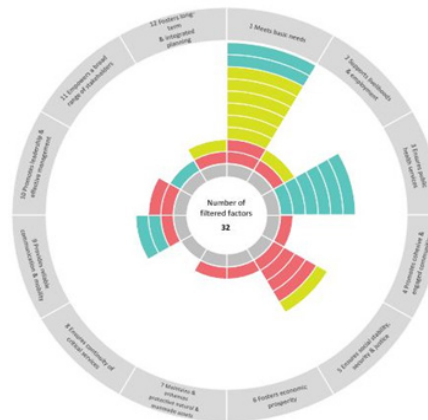 12 Fosters long-
term
& integrated
planning
1 Meets basic needs
2 Supports livelihoods
& employment
3 Ensures public
health services
4 Promotes cohesive &
engaged communities
5 Ensures social stability,
security & justice
6 Fosters economic
prosperity
7 Maintains &
enhances
protective natural &
manmade assets
8 Ensures continuity of
critical services
9 Provides reliable
communication & mobility
10 Promotes leadership &
effective management
11 Empowers a broad
range of stakeholders
Number of
filtered factors
32